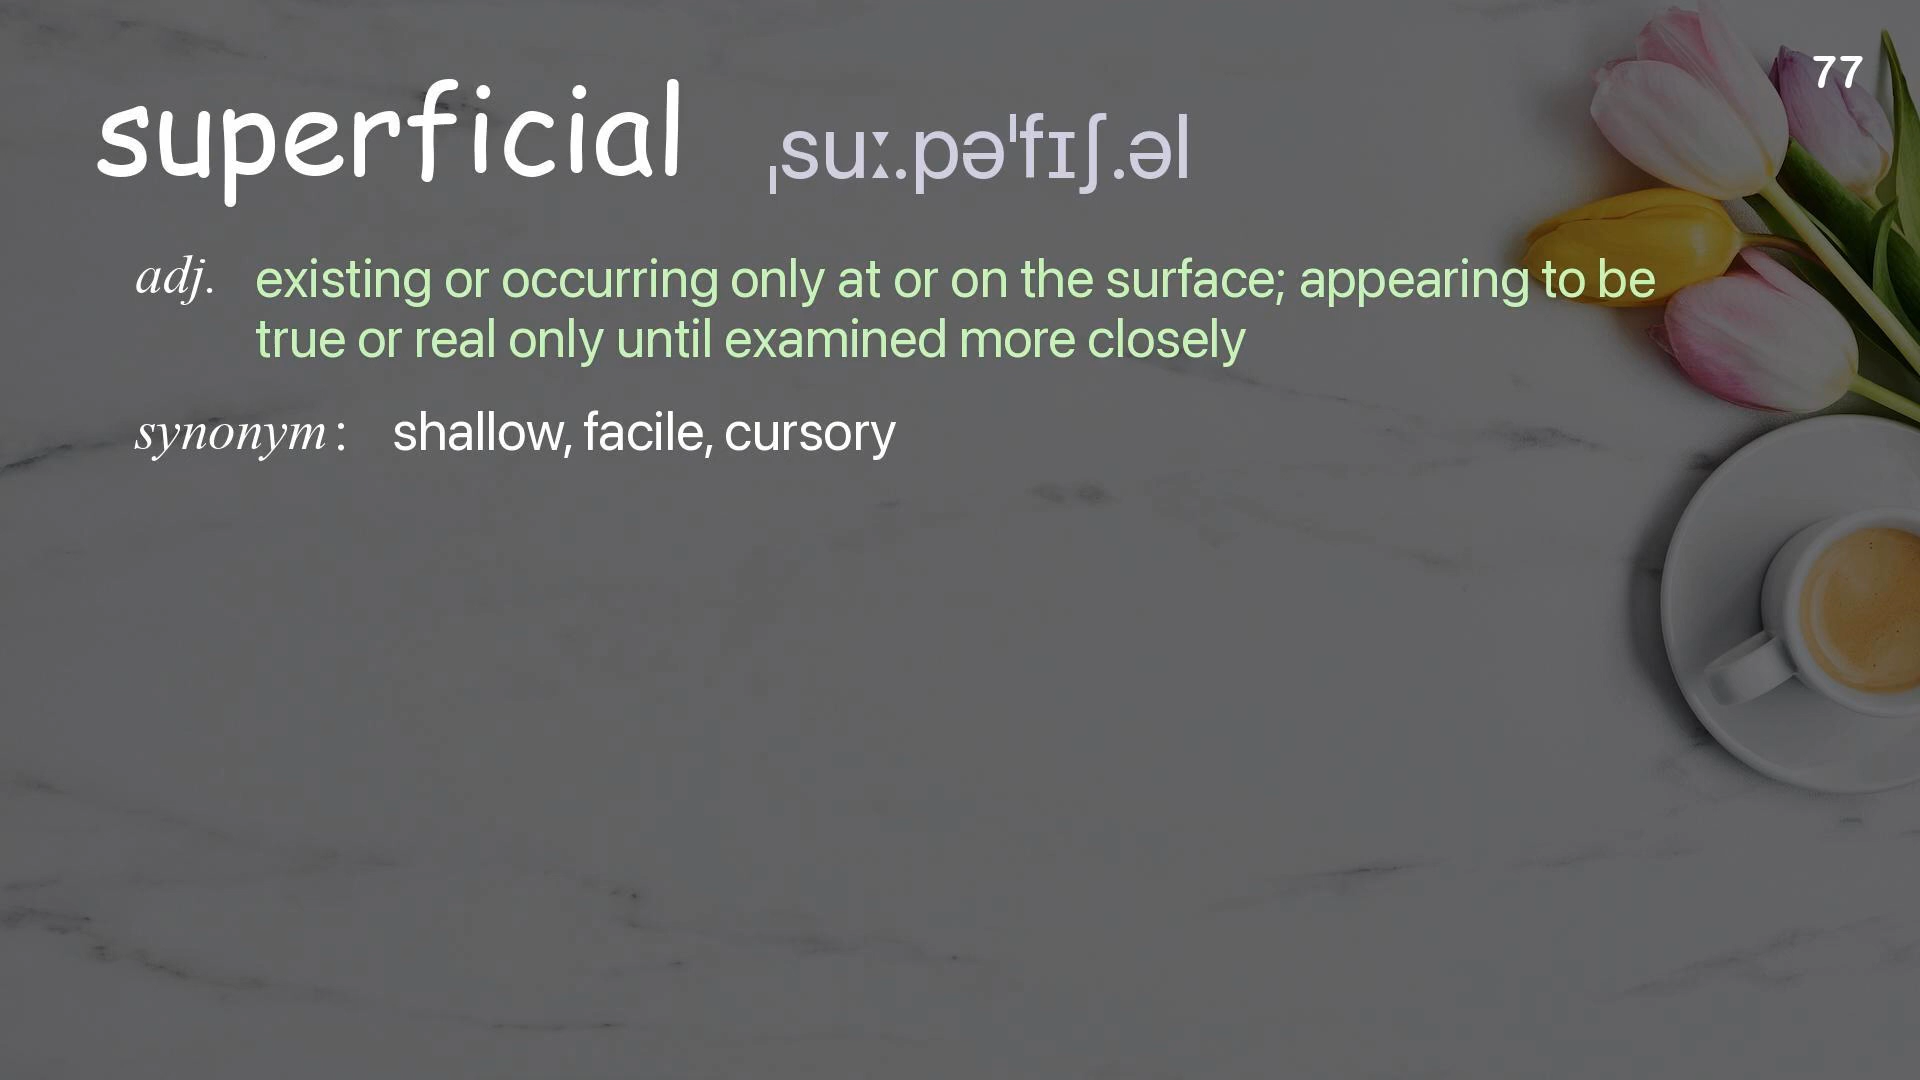 77
superficial ˌsuː.pəˈfɪʃ.əl
adj. existing or occurring only at or on the surface; appearing to be
true or real only until examined more closely
synonym: shallow, facile, cursory